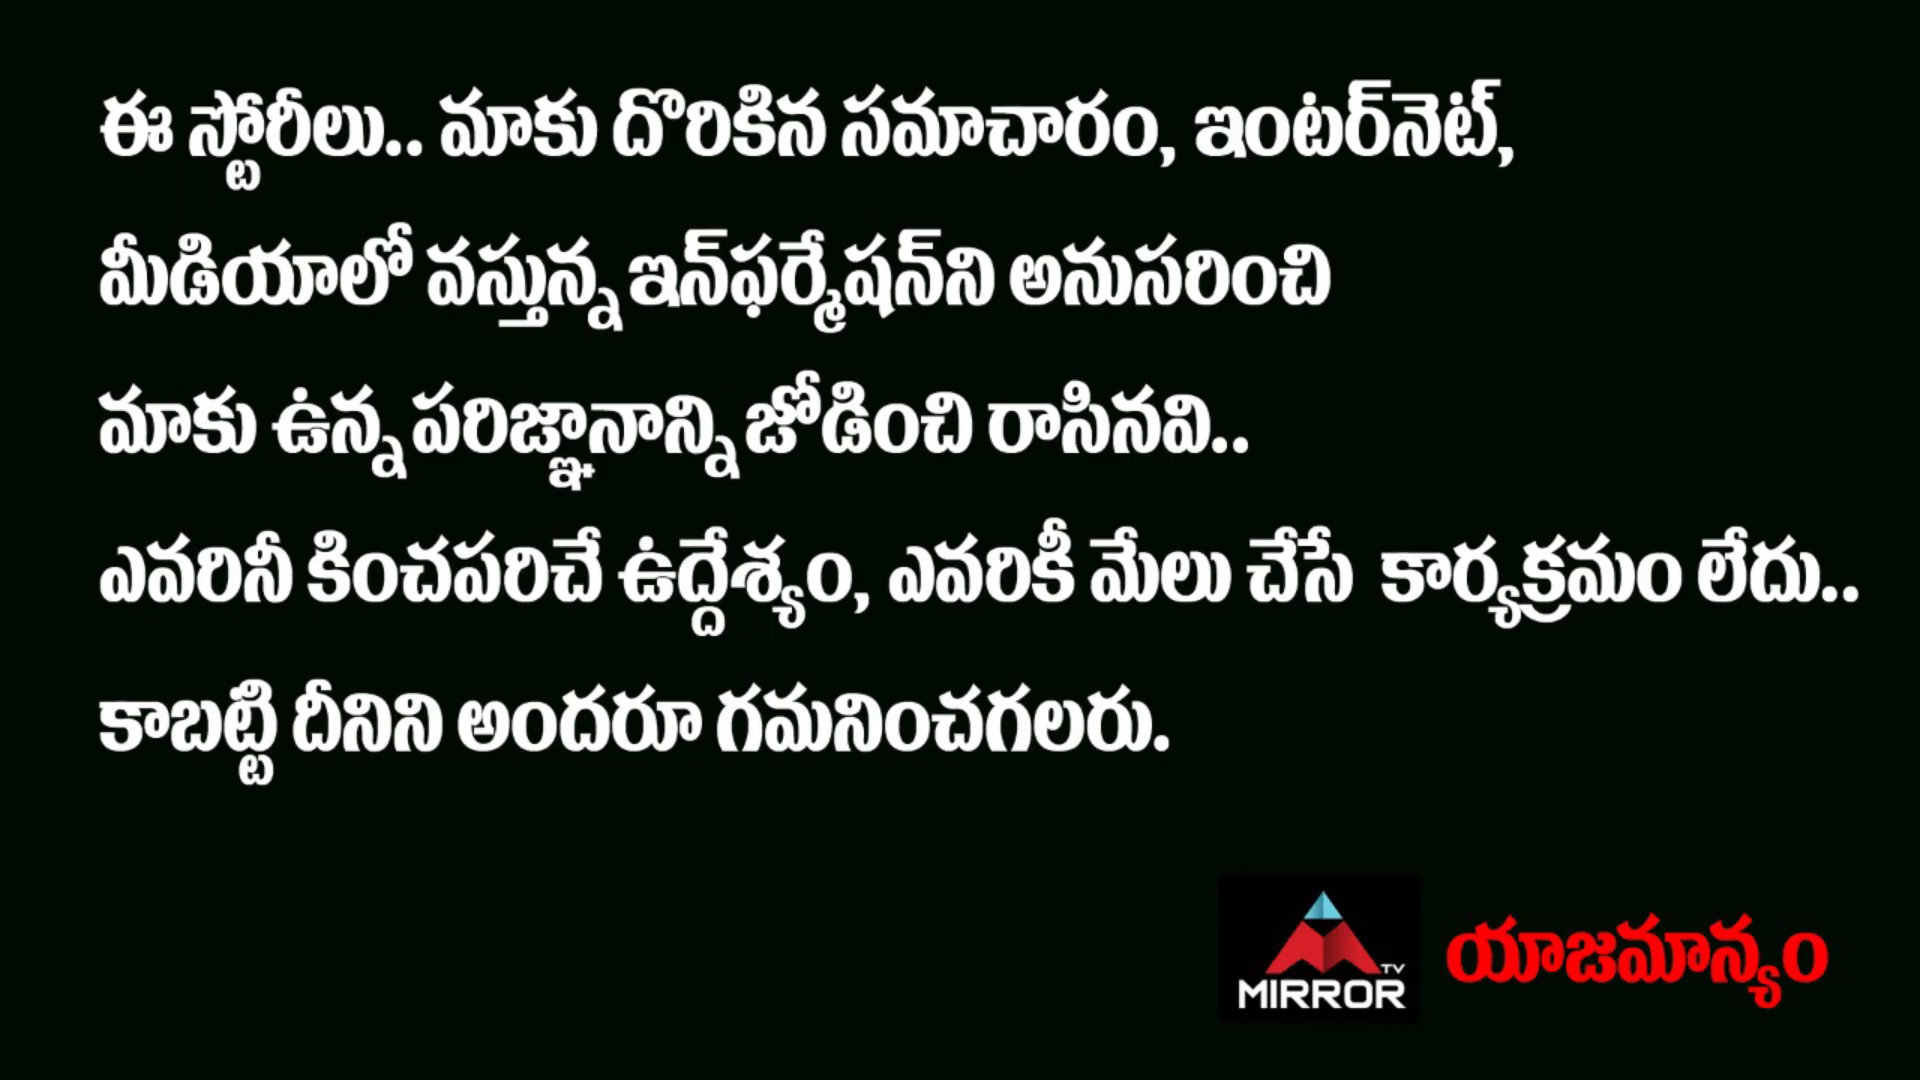 ఈ స్టోరీలు.. మాకు దొరికిన సమాచారం, ఇంటర్‌నెట్,
మీడియాలో వస్తున్న ఇన్‌ఫర్మేషన్‌ని అనుసరించి
మాకు ఉన్న పరిజ్ఞానాన్ని జోడించి రాసినవి..
ఎవరినీ కించపరిచే ఉద్దేశ్యం, ఎవరికీ మేలు చేసే కార్యక్రమం లేదు..
కాబట్టి దీనిని అందరూ గమనించగలరు.
TV
MIRROR
యాజమాన్యం